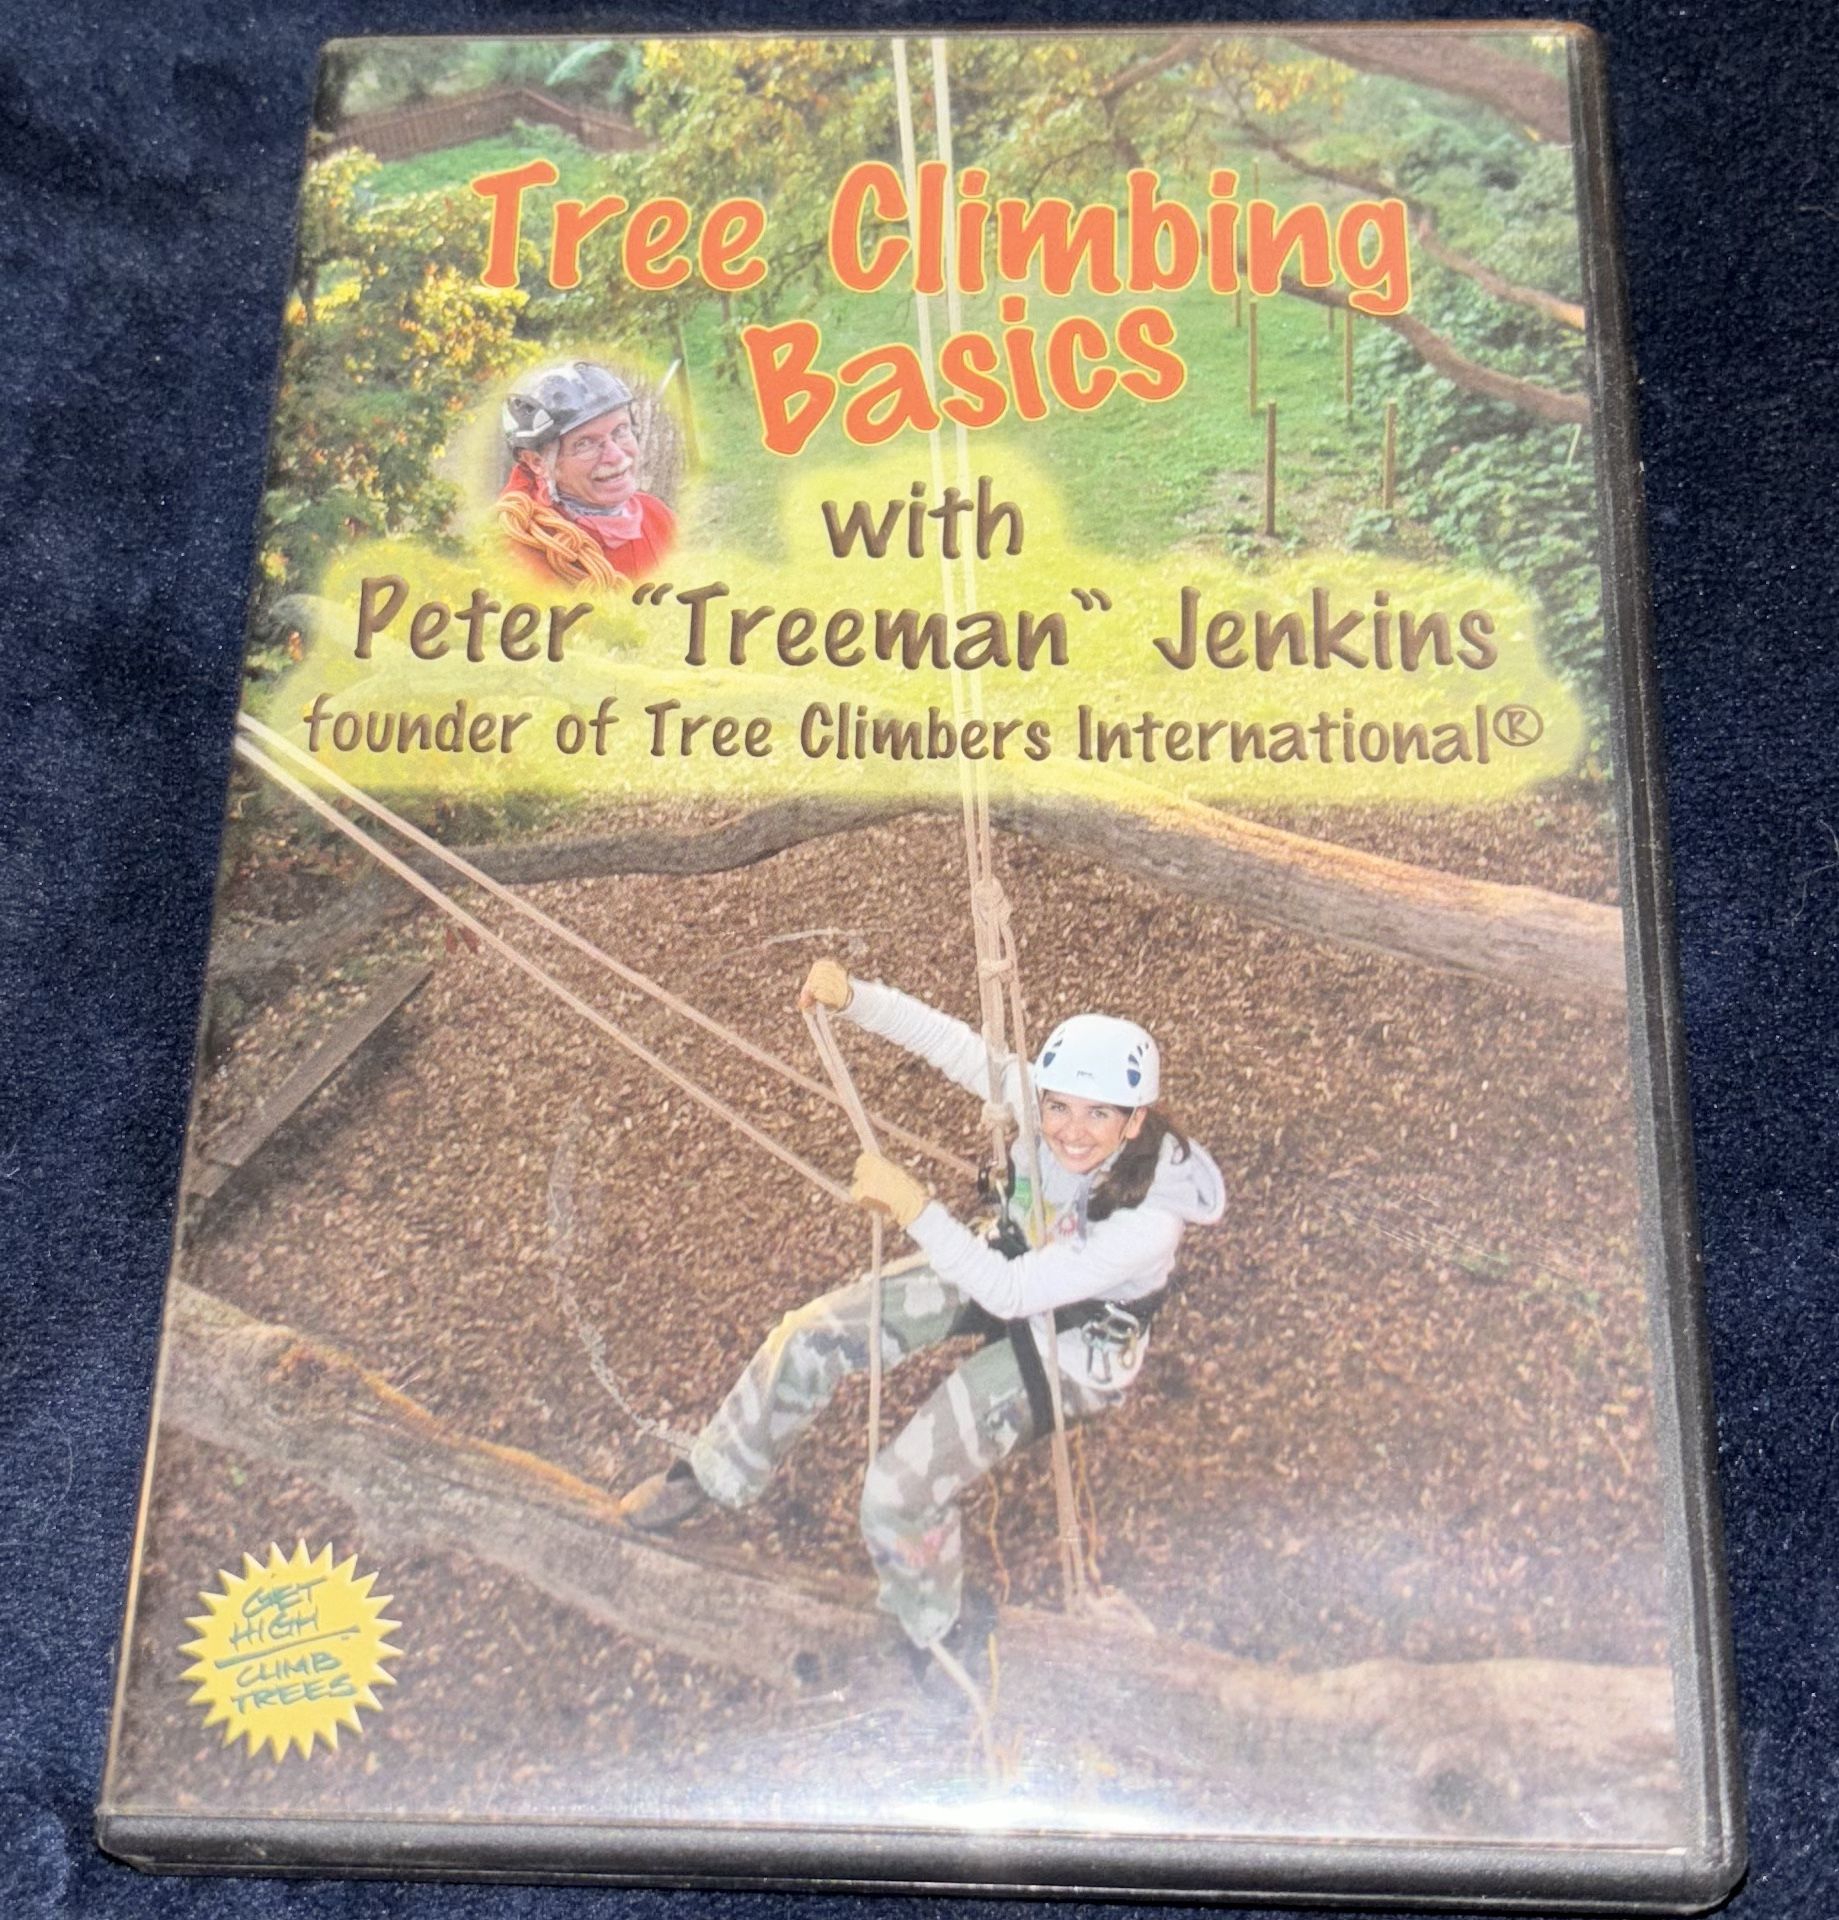 Tree Climbing
Basics
with
Peter “Treeman” Jenkins
founder of Tree Climbers International®
GET
HIGH
CLIMB
TREES